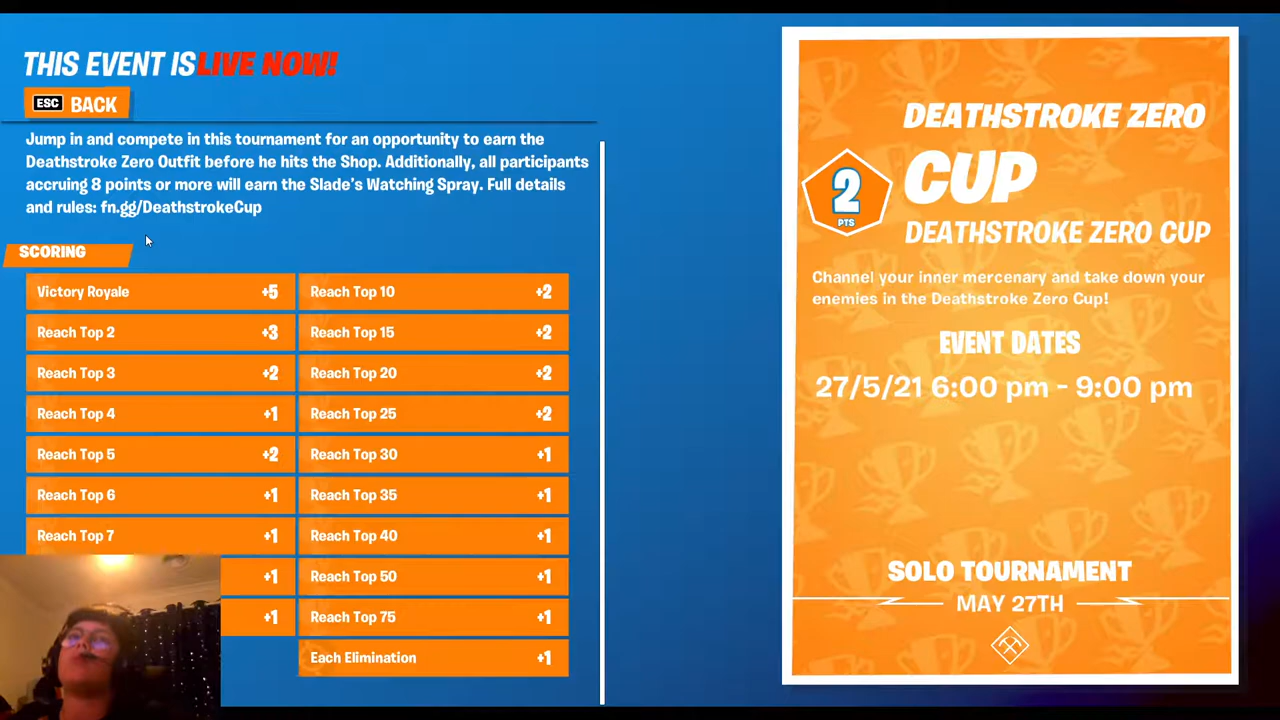 THIS EVENT IS LIVE NOW!
ESC BACK
Jump in and compete in this tournament for an opportunity to earn the
Deathstroke Zero Outfit before he hits the Shop. Additionally, all participants
accruing 8 points or more will earn the Slade's Watching Spray. Full details
and rules: fn.gg/DeathstrokeCup
SCORING
Victory Royale +5
Reach Top 2 +3
Reach Top 3 +2
Reach Top 4 +1
Reach Top 5 +2
Reach Top 6 +1
Reach Top 7 +1
+1
+1
Reach Top 10 +2
Reach Top 15 +2
Reach Top 20 +2
Reach Top 25 +2
Reach Top 30 +1
Reach Top 35 +1
Reach Top 40 +1
Reach Top 50 +1
Reach Top 75 +1
Each Elimination +1
2
PTS
DEATHSTROKE ZERO
CUP
DEATHSTROKE ZERO CUP
Channel your inner mercenary and take down your
enemies in the Deathstroke Zero Cup!
EVENT DATES
27/5/21 6:00 pm - 9:00 pm
SOLO TOURNAMENT
MAY 27TH